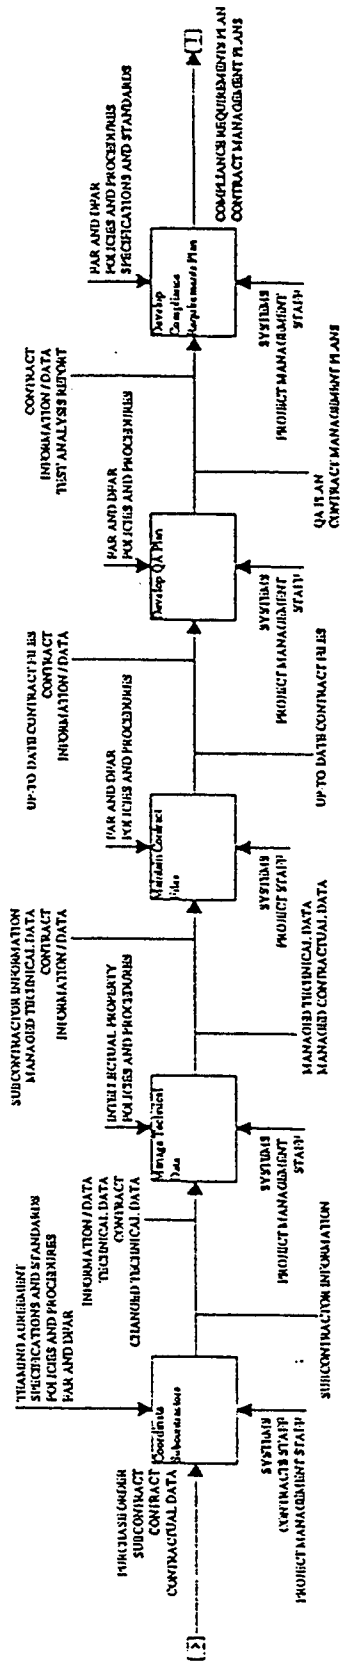 [2]
PURCHASE ORDER
SUBCONTRACT
CONTRACT
CONTRACTUAL DATA
TEAMING AGREEMENT
SPECIFICATIONS AND STANDARDS
POLICIES AND PROCEDURES
FAR AND DFAR
Coordinate
Subcontractors
SYSTEMS
CONTRACTS STAFF
PROJECT MANAGEMENT STAFF
SUBCONTRACTOR INFORMATION
INFORMATION / DATA
TECHNICAL DATA
CONTRACT
CHANGED TECHNICAL DATA
INTELLECTUAL PROPERTY
POLICIES AND PROCEDURES
Manage Technical
Data
SYSTEMS
PROJECT MANAGEMENT
STAFF
MANAGED TECHNICAL DATA
MANAGED CONTRACTUAL DATA
SUBCONTRACTOR INFORMATION
MANAGED TECHNICAL DATA
CONTRACT
INFORMATION / DATA
FAR AND DFAR
POLICIES AND PROCEDURES
Maintain Contract
Files
SYSTEMS
PROJECT STAFF
UP-TO DATE CONTRACT FILES
UP-TO DATE CONTRACT FILES
CONTRACT
INFORMATION / DATA
FAR AND DFAR
POLICIES AND PROCEDURES
Develop QA Plan
SYSTEMS
PROJECT MANAGEMENT
STAFF
QA PLAN
CONTRACT MANAGEMENT PLANS
CONTRACT
INFORMATION / DATA
TEST ANALYSIS REPORT
FAR AND DFAR
POLICIES AND PROCEDURES
SPECIFICATIONS AND STANDARDS
Develop
Compliance
Requirements Plan
SYSTEMS
PROJECT MANAGEMENT
STAFF
COMPLIANCE REQUIREMENTS PLAN
CONTRACT MANAGEMENT PLANS
[1]